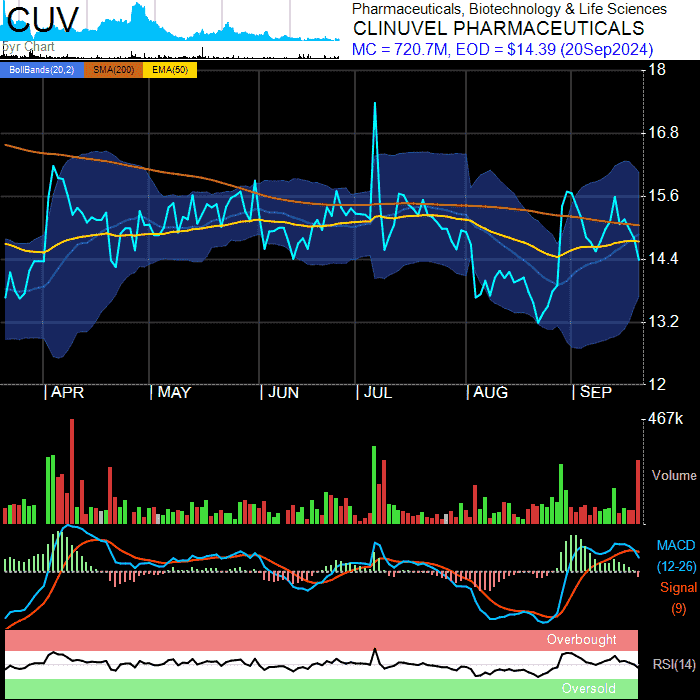 CUV
5yr Chart
Pharmaceuticals, Biotechnology & Life Sciences
CLINUVEL PHARMACEUTICALS
MC = 720.7M, EOD = $14.39 (20Sep2024)
BollBands(20,2) SMA(200) EMA(50)
18
16.8
15.6
14.4
13.2
12
APR MAY JUN JUL AUG SEP
467k
Volume
MACD
(12-26)
Signal
(9)
Overbought
RSI(14)
Oversold